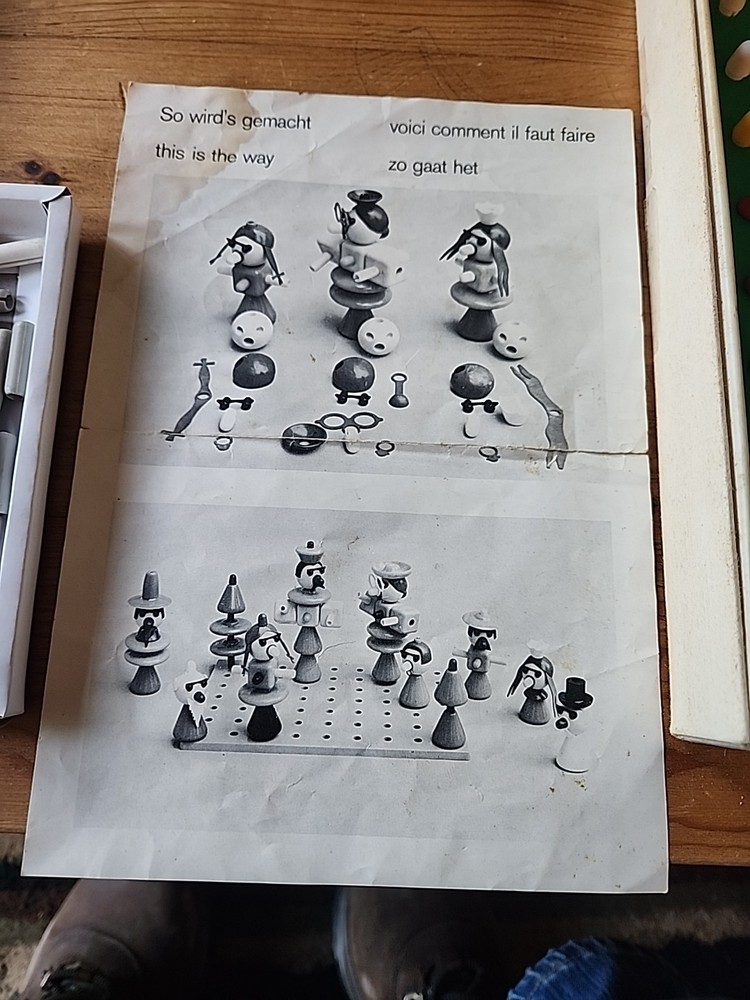 So wird's gemacht
this is the way
voici comment il faut faire
zo gaat het